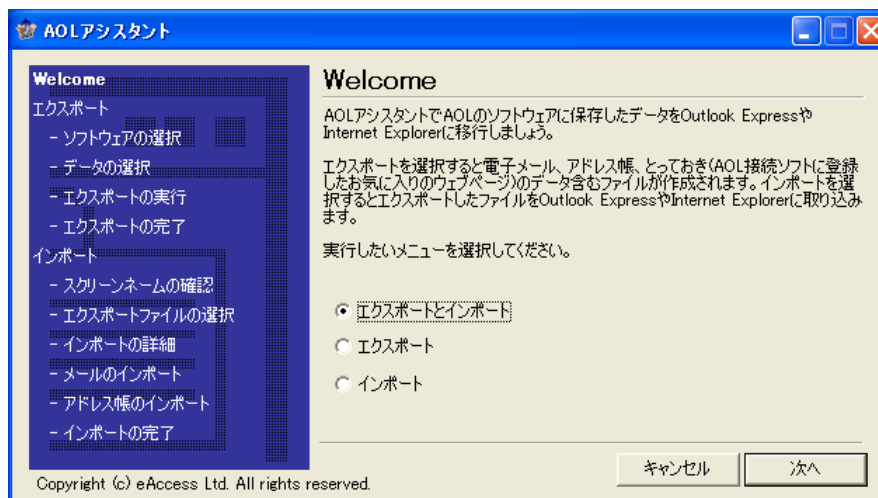 AOLアシスタント
Welcome
エクスポート
- ソフトウェアの選択
- データの選択
- エクスポートの実行
- エクスポートの完了
インポート
- スクリーンネームの確認
- エクスポートファイルの選択
- インポートの詳細
- メールのインポート
- アドレス帳のインポート
- インポートの完了
Welcome
AOLアシスタントでAOLのソフトウェアに保存したデータをOutlook Expressや
Internet Explorerに移行しましょう。
エクスポートを選択すると電子メール、アドレス帳、とっておき(AOL接続ソフトに登録
したお気に入りのウェブページ)のデータ含むファイルが作成されます。インポートを選
択するとエクスポートしたファイルをOutlook ExpressやInternet Explorerに取り込み
ます。
実行したいメニューを選択してください。
エクスポートとインポート
エクスポート
インポート
キャンセル
次へ
Copyright (c) eAccess Ltd. All rights reserved.